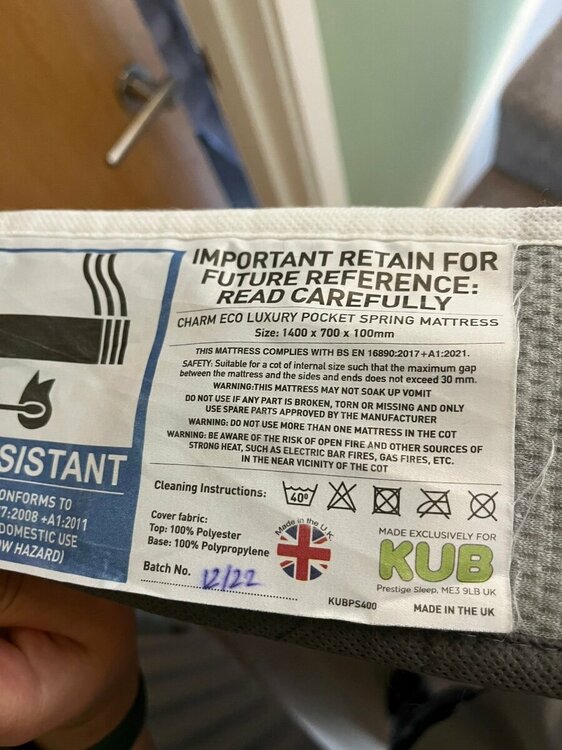 IMPORTANT RETAIN FOR
FUTURE REFERENCE:
READ CAREFULLY
CHARM ECO LUXURY POCKET SPRING MATTRESS
Size: 1400 x 700 x 100mm
THIS MATTRESS COMPLIES WITH BS EN 16890:2017+A1:2021.
SAFETY: Suitable for a cot of internal size such that the maximum gap
between the mattress and the sides and ends does not exceed 30 mm.
WARNING:THIS MATTRESS MAY NOT SOAK UP VOMIT
DO NOT USE IF ANY PART IS BROKEN, TORN OR MISSING AND ONLY
USE SPARE PARTS APPROVED BY THE MANUFACTURER
WARNING: DO NOT USE MORE THAN ONE MATTRESS IN THE COT
WARNING: BE AWARE OF THE RISK OF OPEN FIRE AND OTHER SOURCES OF
STRONG HEAT, SUCH AS ELECTRIC BAR FIRES, GAS FIRES, ETC.
IN THE NEAR VICINITY OF THE COT
Cleaning Instructions: 40°
Cover fabric:
Top: 100% Polyester
Base: 100% Polypropylene
Batch No. 12/22
Made in the U.K.
MADE EXCLUSIVELY FOR
KUB
Prestige Sleep, ME3 9LB UK
KUBPS400 MADE IN THE UK
SISTANT
ONFORMS TO
7:2008 +A1:2011
DOMESTIC USE
OW HAZARD)